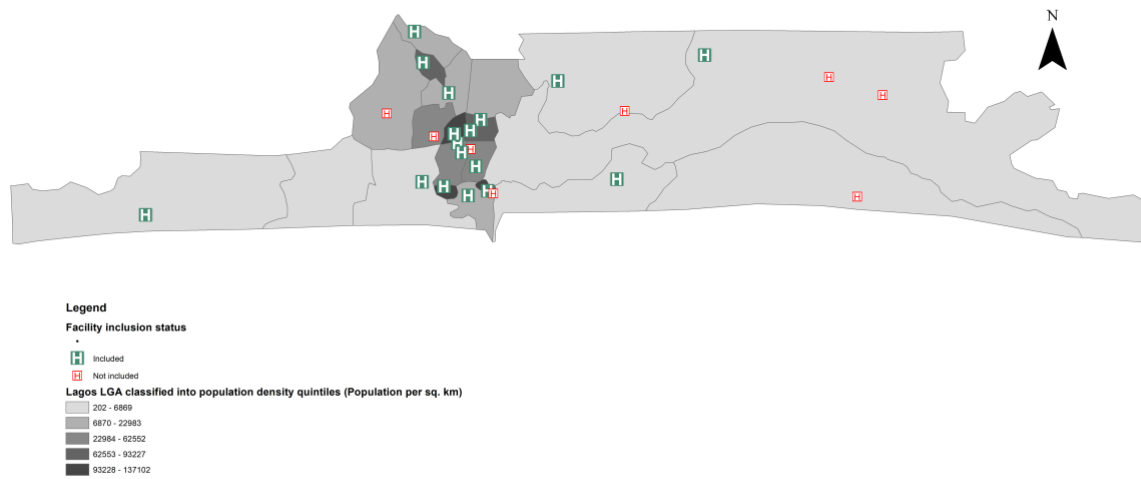 N
Legend
Facility inclusion status
Included
Not included
Lagos LGA classified into population density quintiles (Population per sq. km)
202 - 6869
6870 - 22983
22984 - 62552
62553 - 93227
93228 - 137102